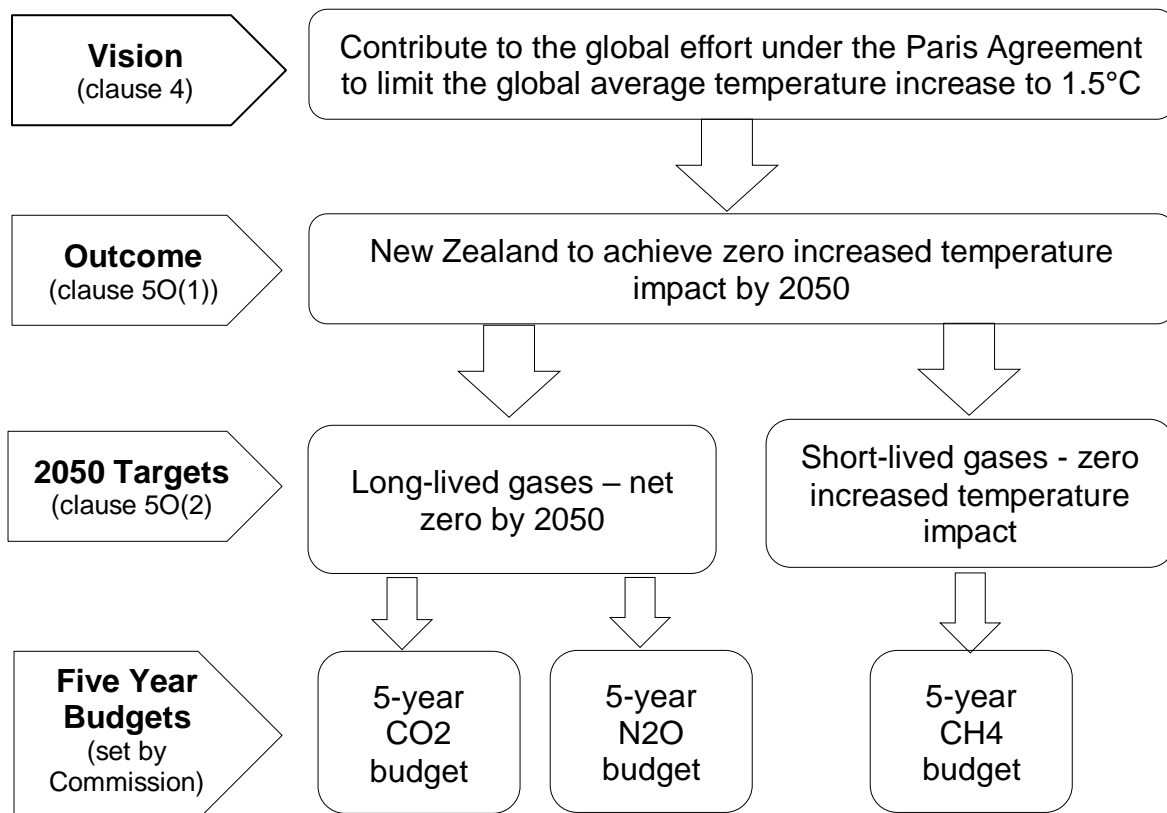 Vision
(clause 4)
Contribute to the global effort under the Paris Agreement
to limit the global average temperature increase to 1.5°C
Outcome
(clause 5O(1))
New Zealand to achieve zero increased temperature
impact by 2050
2050 Targets
(clause 5O(2)
Long-lived gases – net
zero by 2050
Short-lived gases - zero
increased temperature
impact
Five Year
Budgets
(set by
Commission)
5-year
CO2
budget
5-year
N2O
budget
5-year
CH4
budget